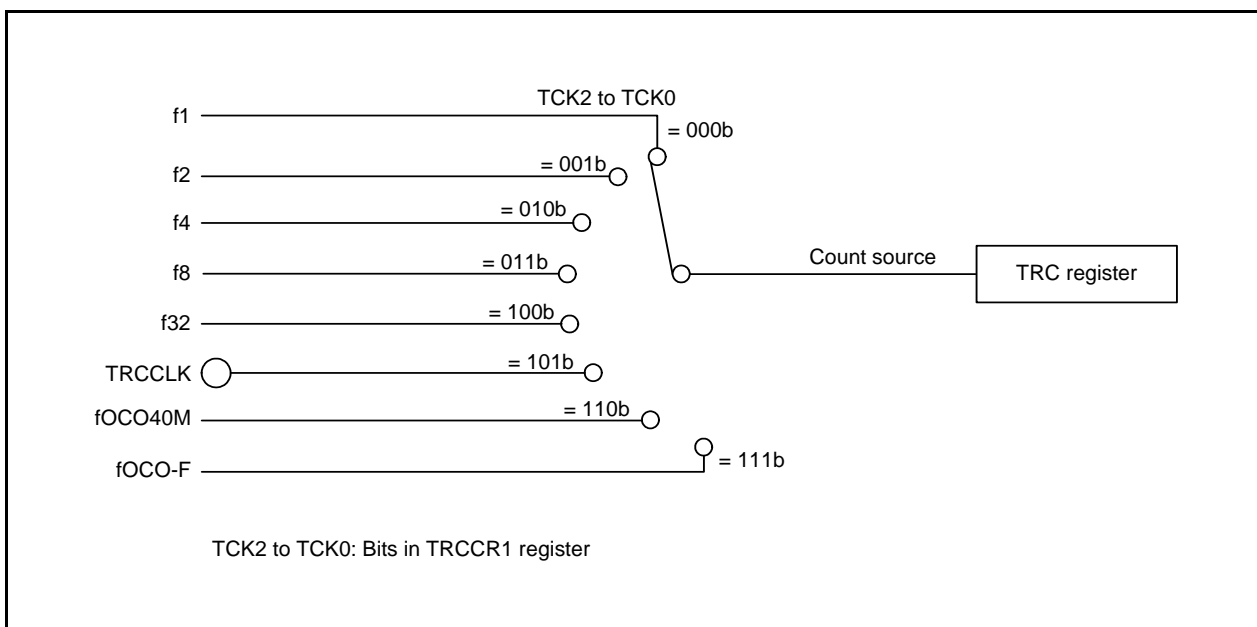 TCK2 to TCK0
f1
= 000b
f2
= 001b
f4
= 010b
f8
= 011b
Count source
TRC register
f32
= 100b
TRCCLK
= 101b
fOCO40M
= 110b
fOCO-F
= 111b
TCK2 to TCK0: Bits in TRCCR1 register